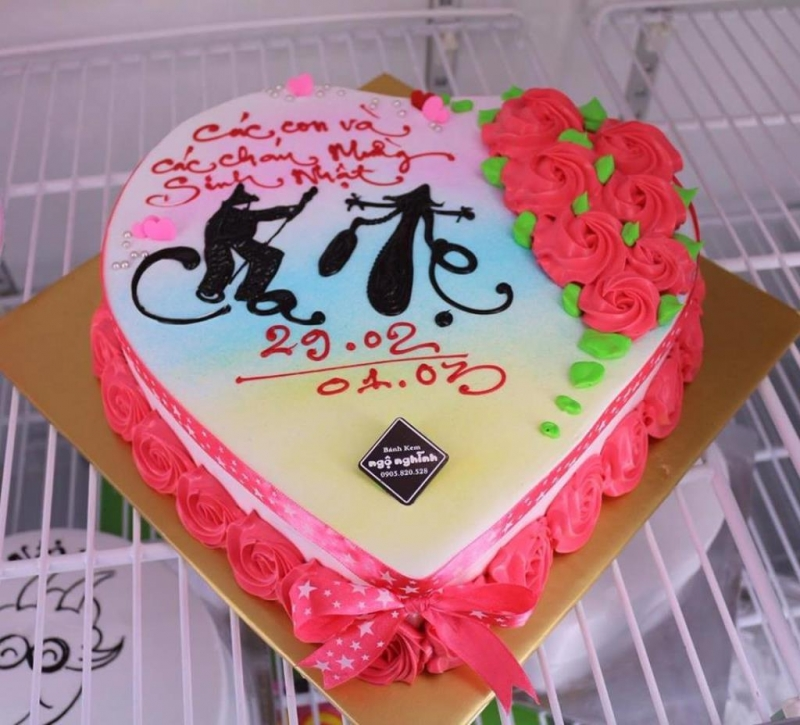 Các con và
các cháu Mừng
Sinh Nhật
Cha Mẹ
29.02
01.03
Bánh Kem
ngộ nghĩnh
0905.820.528